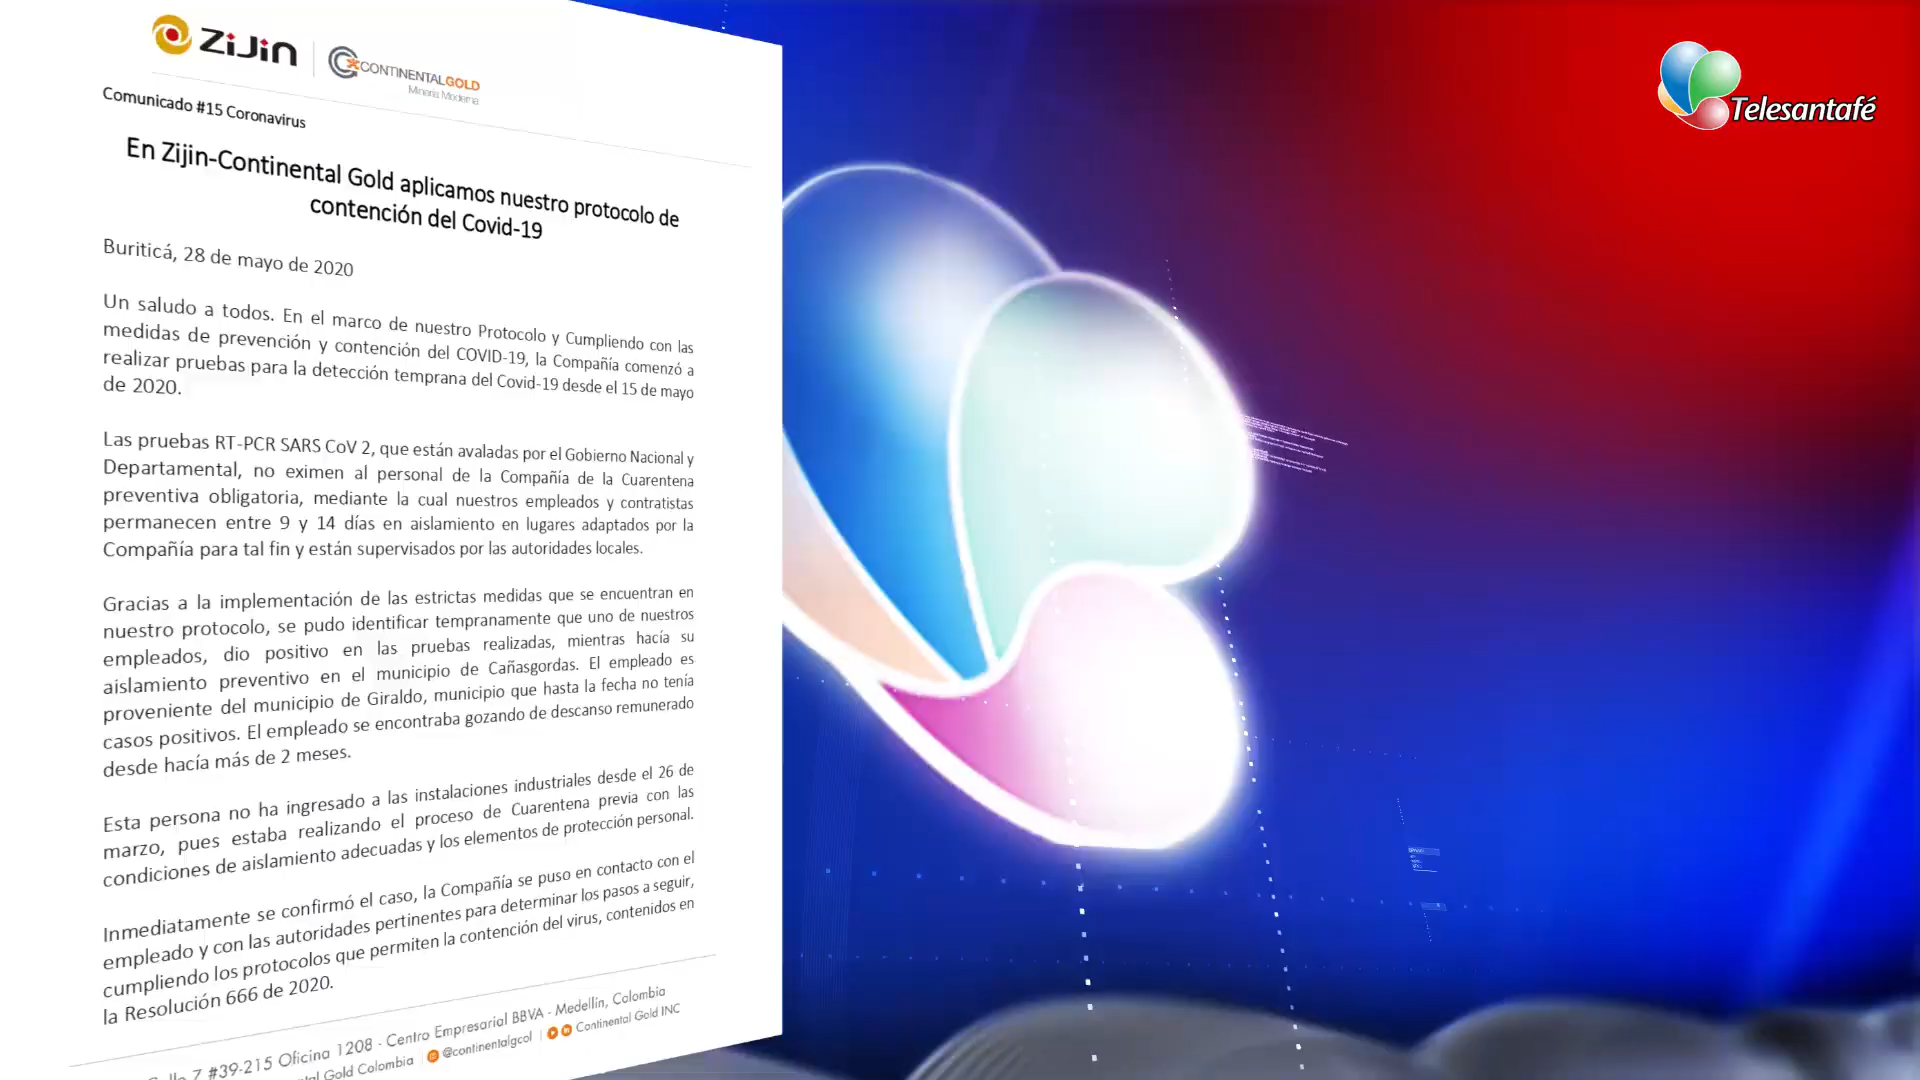 ZiJin
CONTINENTALGOLD
Minería Moderna
Telesantafé
Comunicado #15 Coronavirus
En Zijin-Continental Gold aplicamos nuestro protocolo de
contención del Covid-19
Buriticá, 28 de mayo de 2020
Un saludo a todos. En el marco de nuestro Protocolo y Cumpliendo con las
medidas de prevención y contención del COVID-19, la Compañía comenzó a
realizar pruebas para la detección temprana del Covid-19 desde el 15 de mayo
de 2020.
Las pruebas RT-PCR SARS CoV 2, que están avaladas por el Gobierno Nacional y
Departamental, no eximen al personal de la Compañía de la Cuarentena
preventiva obligatoria, mediante la cual nuestros empleados y contratistas
permanecen entre 9 y 14 días en aislamiento en lugares adaptados por la
Compañía para tal fin y están supervisados por las autoridades locales.
Gracias a la implementación de las estrictas medidas que se encuentran en
nuestro protocolo, se pudo identificar tempranamente que uno de nuestros
empleados, dio positivo en las pruebas realizadas, mientras hacía su
aislamiento preventivo en el municipio de Cañasgordas. El empleado es
proveniente del municipio de Giraldo, municipio que hasta la fecha no tenía
casos positivos. El empleado se encontraba gozando de descanso remunerado
desde hacía más de 2 meses.
Esta persona no ha ingresado a las instalaciones industriales desde el 26 de
marzo, pues estaba realizando el proceso de Cuarentena previa con las
condiciones de aislamiento adecuadas y los elementos de protección personal.
Inmediatamente se confirmó el caso, la Compañía se puso en contacto con el
empleado y con las autoridades pertinentes para determinar los pasos a seguir,
cumpliendo los protocolos que permiten la contención del virus, contenidos en
la Resolución 666 de 2020.
#39-215 Oficina 1208 - Centro Empresarial BBVA - Medellín, Colombia
Gold Colombia | @continentalgcol | Continental Gold INC